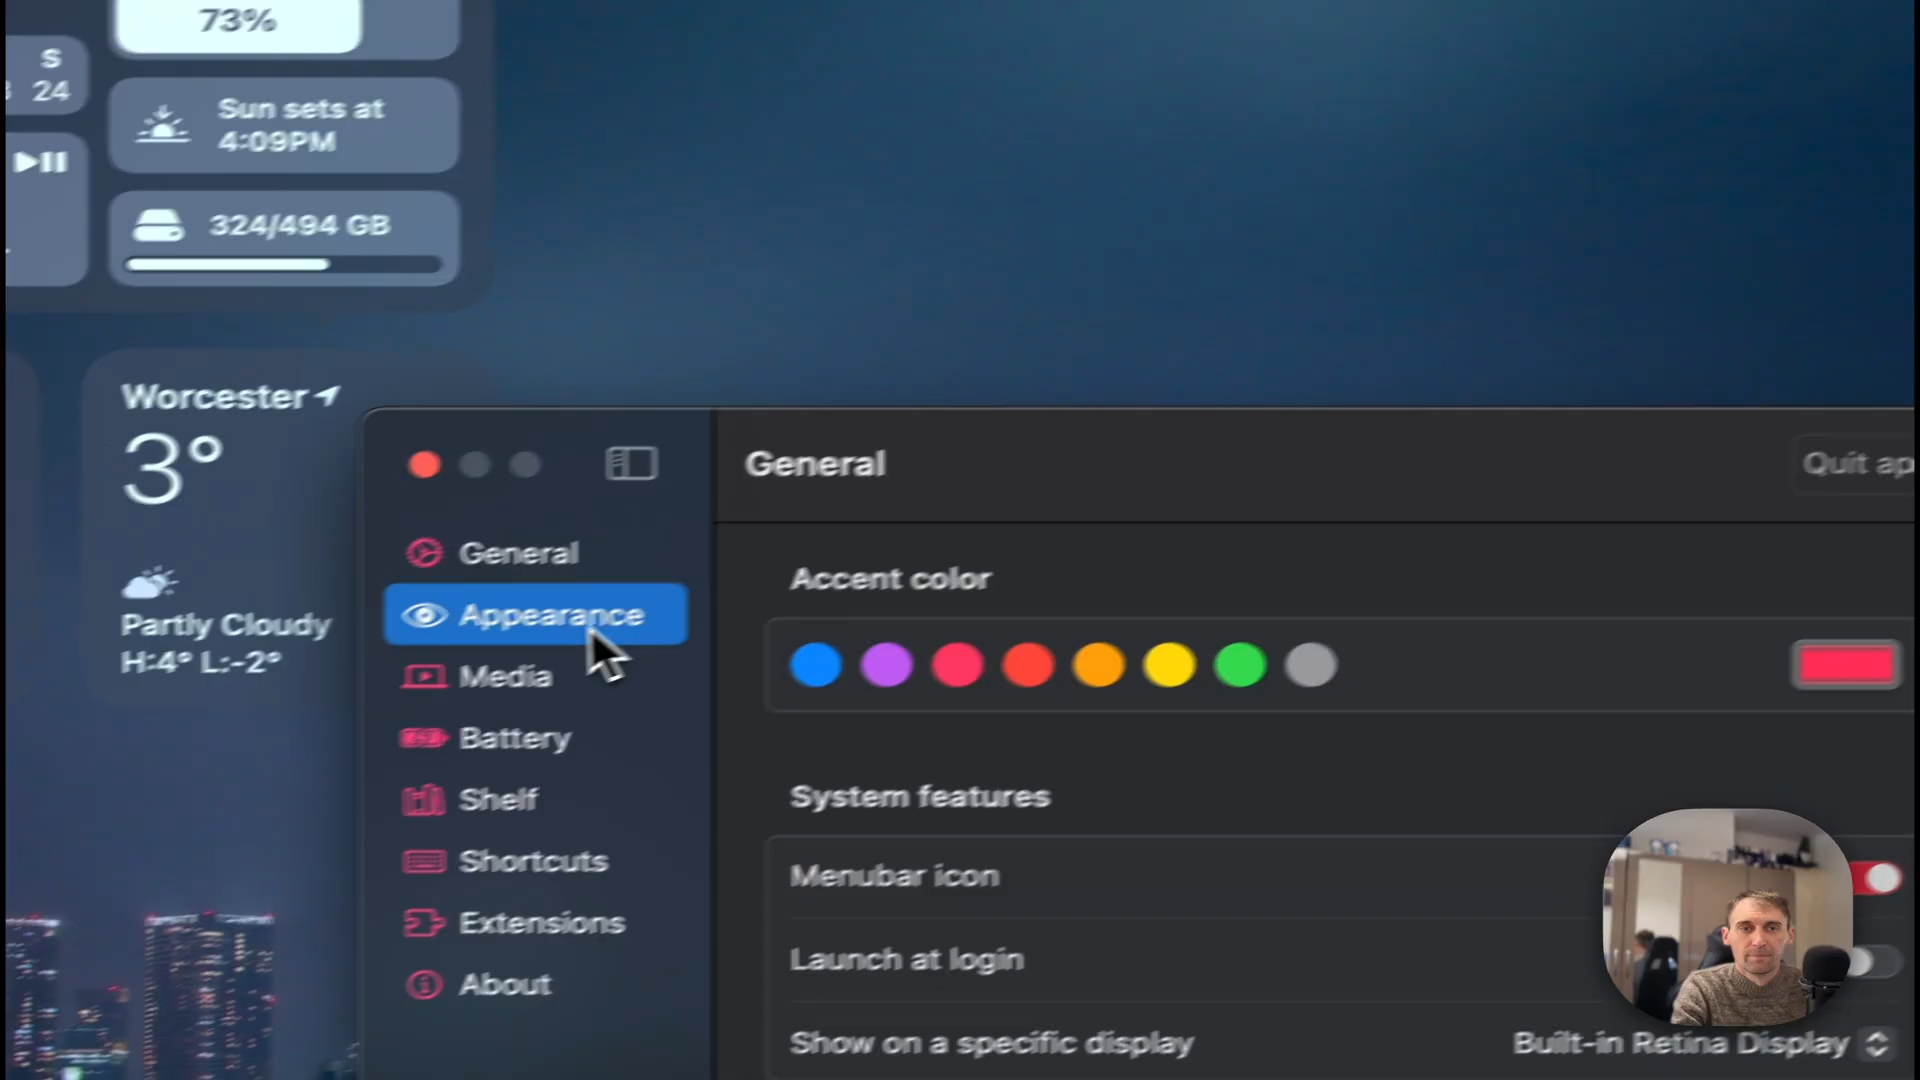 73%
S
24
Sun sets at
4:09PM
324/494 GB
Worcester
3°
Partly Cloudy
H:4° L:-2°
General
Quit ap
General
Appearance
Media
Battery
Shelf
Shortcuts
Extensions
About
Accent color
System features
Menubar icon
Launch at login
Show on a specific display
Built-in Retina Display